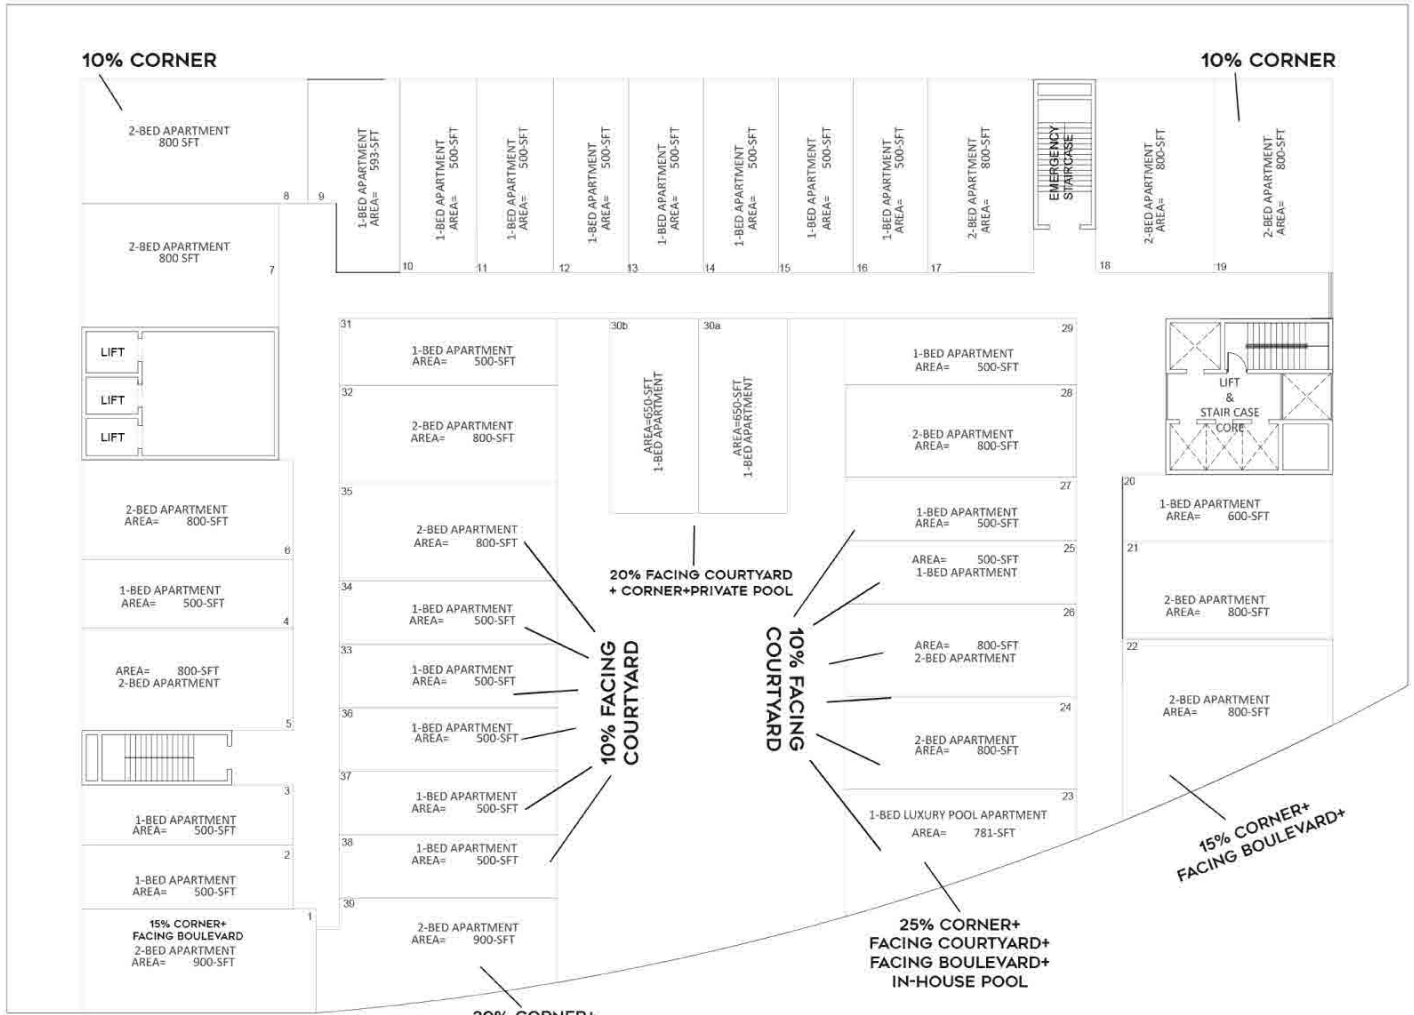 10% CORNER
10% CORNER
2-BED APARTMENT
800 SFT
8
9
1-BED APARTMENT
AREA= 593-SFT
1-BED APARTMENT
AREA= 500-SFT
10
1-BED APARTMENT
AREA= 500-SFT
11
1-BED APARTMENT
AREA= 500-SFT
12
1-BED APARTMENT
AREA= 500-SFT
13
1-BED APARTMENT
AREA= 500-SFT
14
1-BED APARTMENT
AREA= 500-SFT
15
1-BED APARTMENT
AREA= 500-SFT
16
2-BED APARTMENT
AREA= 800-SFT
17
EMERGENCY
STAIRCASE
2-BED APARTMENT
AREA= 800-SFT
18
2-BED APARTMENT
AREA= 800-SFT
19
2-BED APARTMENT
800 SFT
7
LIFT
LIFT
LIFT
2-BED APARTMENT
AREA= 800-SFT
6
1-BED APARTMENT
AREA= 500-SFT
4
AREA= 800-SFT
2-BED APARTMENT
5
3
1-BED APARTMENT
AREA= 500-SFT
2
1-BED APARTMENT
AREA= 500-SFT
1
15% CORNER+
FACING BOULEVARD
2-BED APARTMENT
AREA= 900-SFT
31
1-BED APARTMENT
AREA= 500-SFT
32
2-BED APARTMENT
AREA= 800-SFT
35
2-BED APARTMENT
AREA= 800-SFT
34
1-BED APARTMENT
AREA= 500-SFT
33
1-BED APARTMENT
AREA= 500-SFT
36
1-BED APARTMENT
AREA= 500-SFT
37
1-BED APARTMENT
AREA= 500-SFT
38
1-BED APARTMENT
AREA= 500-SFT
39
2-BED APARTMENT
AREA= 900-SFT
20% CORNER+
10% FACING
COURTYARD
30b
AREA=650-SFT
1-BED APARTMENT
30a
AREA=650-SFT
1-BED APARTMENT
20% FACING COURTYARD
+ CORNER+PRIVATE POOL
10% FACING
COURTYARD
29
1-BED APARTMENT
AREA= 500-SFT
28
2-BED APARTMENT
AREA= 800-SFT
27
1-BED APARTMENT
AREA= 500-SFT
25
AREA= 500-SFT
1-BED APARTMENT
26
AREA= 800-SFT
2-BED APARTMENT
24
2-BED APARTMENT
AREA= 800-SFT
23
1-BED LUXURY POOL APARTMENT
AREA= 781-SFT
25% CORNER+
FACING COURTYARD+
FACING BOULEVARD+
IN-HOUSE POOL
LIFT
&
STAIR CASE
CORE
20
1-BED APARTMENT
AREA= 600-SFT
21
2-BED APARTMENT
AREA= 800-SFT
22
2-BED APARTMENT
AREA= 800-SFT
15% CORNER+
FACING BOULEVARD+